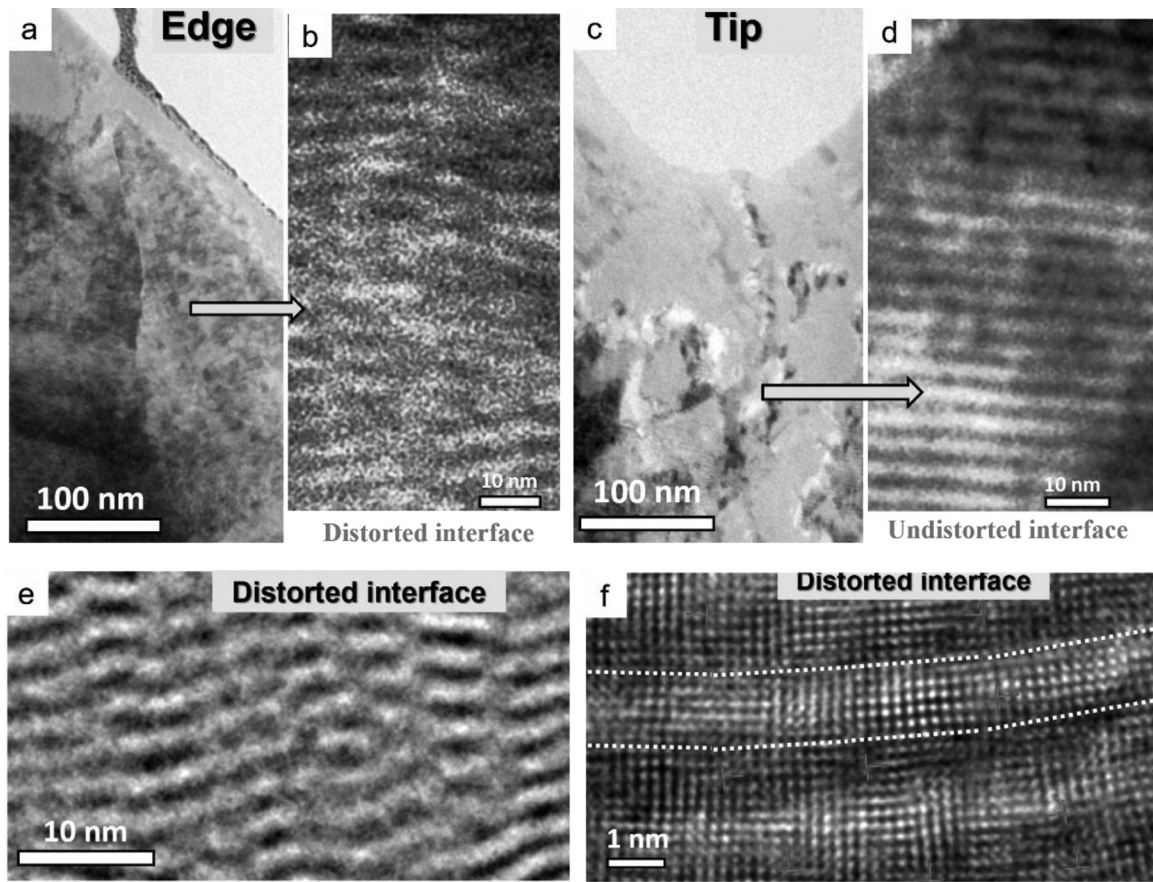 a
Edge
b
c
Tip
d
100 nm
10 nm
Distorted interface
100 nm
10 nm
Undistorted interface
e
Distorted interface
10 nm
f
Distorted interface
1 nm